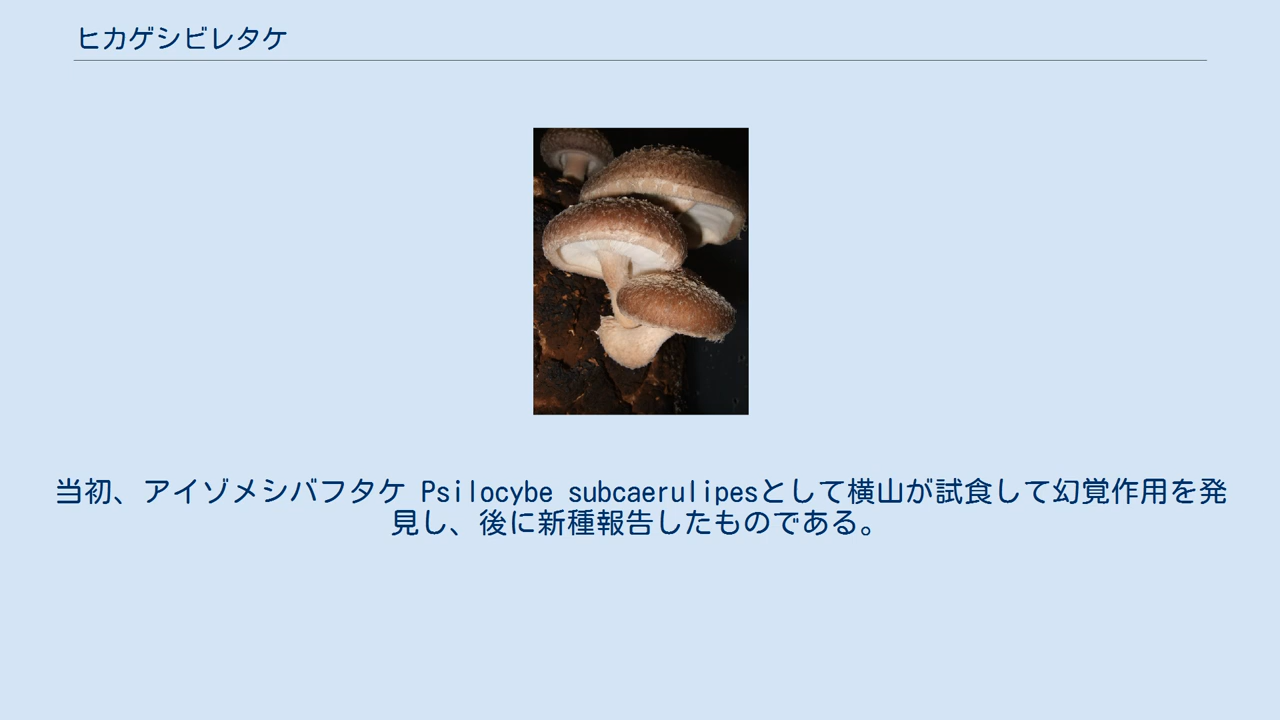 ヒカゲシビレタケ
当初、アイゾメシバフタケ Psilocybe subcaerulipesとして横山が試食して幻覚作用を発
見し、後に新種報告したものである。